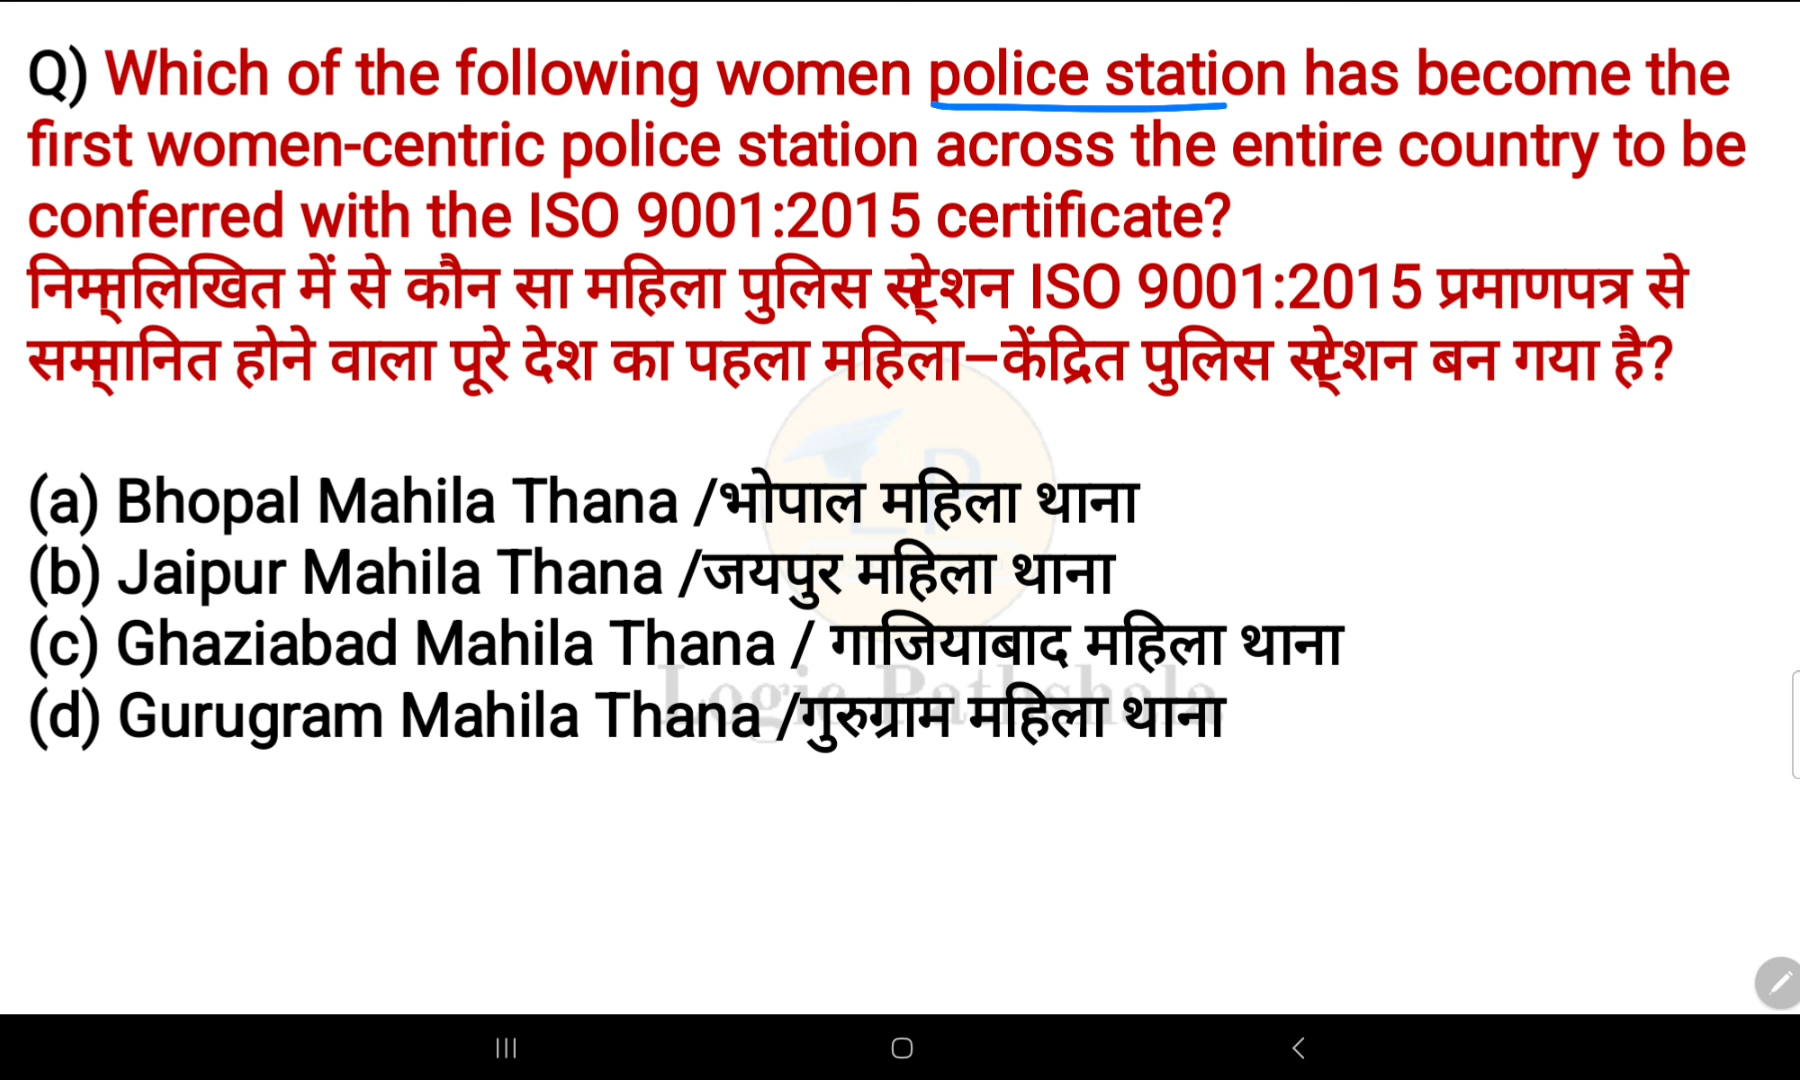 Q) Which of the following women police station has become the
first women-centric police station across the entire country to be
conferred with the ISO 9001:2015 certificate?
निम्नलिखित में से कौन सा महिला पुलिस स्टेशन ISO 9001:2015 प्रमाणपत्र से
सम्मानित होने वाला पूरे देश का पहला महिला-केंद्रित पुलिस स्टेशन बन गया है?
(a) Bhopal Mahila Thana /भोपाल महिला थाना
(b) Jaipur Mahila Thana /जयपुर महिला थाना
(c) Ghaziabad Mahila Thana / गाजियाबाद महिला थाना
(d) Gurugram Mahila Thana /गुरुग्राम महिला थाना
LP
Logic Pathshala